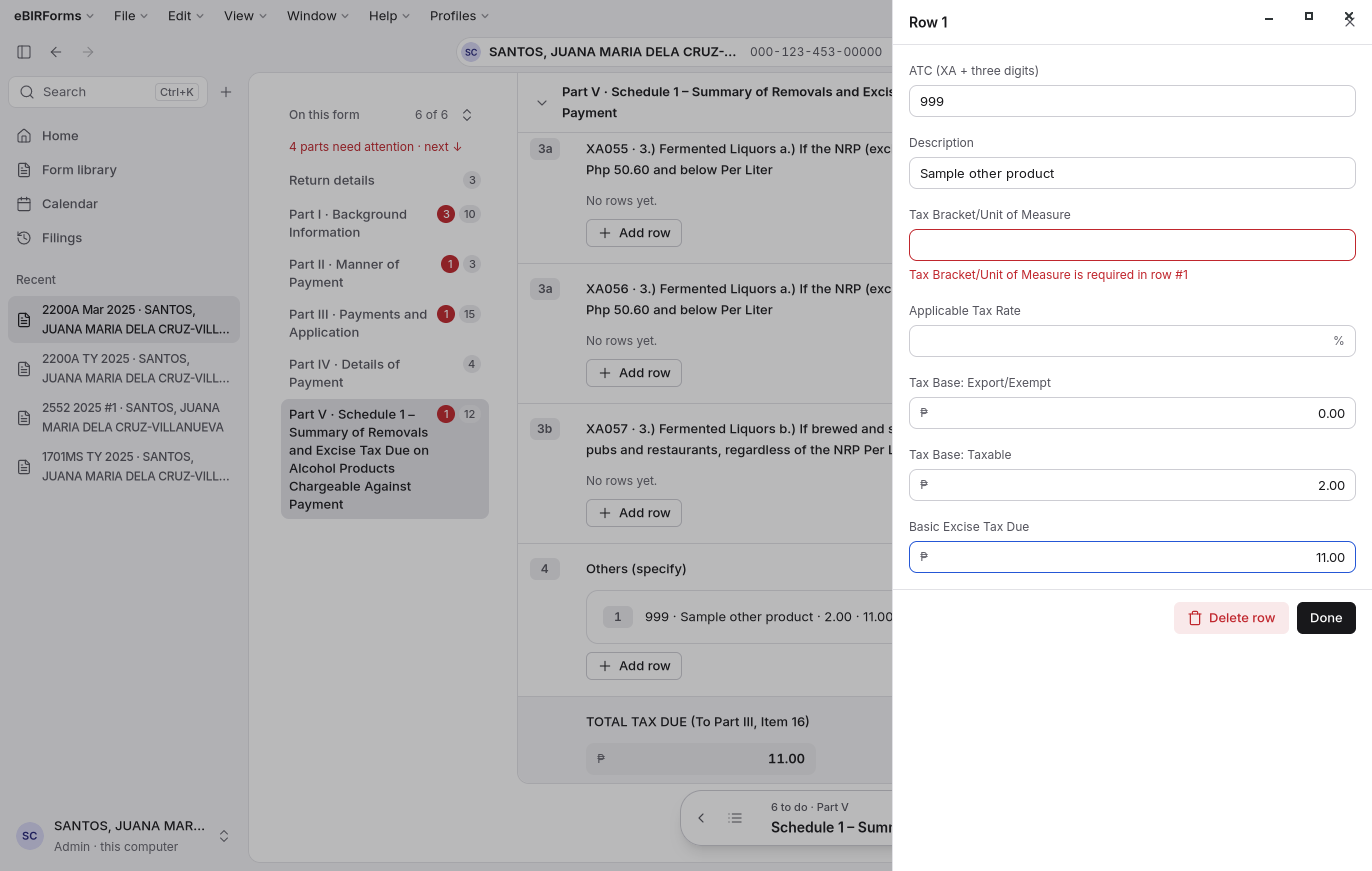 eBIRForms File Edit View Window Help Profiles
SC SANTOS, JUANA MARIA DELA CRUZ-... 000-123-453-00000
Search Ctrl+K
Home
Form library
Calendar
Filings
Recent
2200A Mar 2025 · SANTOS,
JUANA MARIA DELA CRUZ-VILL...
2200A TY 2025 · SANTOS,
JUANA MARIA DELA CRUZ-VILL...
2552 2025 #1 · SANTOS, JUANA
MARIA DELA CRUZ-VILLANUEVA
1701MS TY 2025 · SANTOS,
JUANA MARIA DELA CRUZ-VILL...
SC SANTOS, JUANA MAR...
Admin · this computer
On this form 6 of 6
4 parts need attention · next ↓
Return details 3
Part I · Background 3 10
Information
Part II · Manner of 1 3
Payment
Part III · Payments and 1 15
Application
Part IV · Details of 4
Payment
Part V · Schedule 1 – 1 12
Summary of Removals
and Excise Tax Due on
Alcohol Products
Chargeable Against
Payment
Part V · Schedule 1 – Summary of Removals and Excis
Payment
3a XA055 · 3.) Fermented Liquors a.) If the NRP (exc
Php 50.60 and below Per Liter
No rows yet.
Add row
3a XA056 · 3.) Fermented Liquors a.) If the NRP (exc
Php 50.60 and below Per Liter
No rows yet.
Add row
3b XA057 · 3.) Fermented Liquors b.) If brewed and s
pubs and restaurants, regardless of the NRP Per L
No rows yet.
Add row
4 Others (specify)
1 999 · Sample other product · 2.00 · 11.00
Add row
TOTAL TAX DUE (To Part III, Item 16)
₱ 11.00
6 to do · Part V
Schedule 1 – Summ
Row 1
ATC (XA + three digits)
999
Description
Sample other product
Tax Bracket/Unit of Measure
Tax Bracket/Unit of Measure is required in row #1
Applicable Tax Rate
%
Tax Base: Export/Exempt
₱ 0.00
Tax Base: Taxable
₱ 2.00
Basic Excise Tax Due
₱ 11.00
Delete row Done